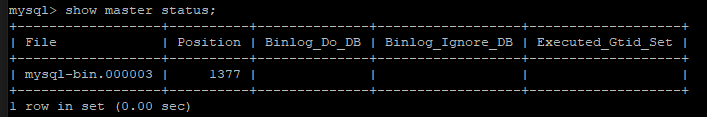 mysql> show master status;
+------------------+----------+--------------+------------------+-------------------+
| File             | Position | Binlog_Do_DB | Binlog_Ignore_DB | Executed_Gtid_Set |
+------------------+----------+--------------+------------------+-------------------+
| mysql-bin.000003 |     1377 |              |                  |                   |
+------------------+----------+--------------+------------------+-------------------+
1 row in set (0.00 sec)